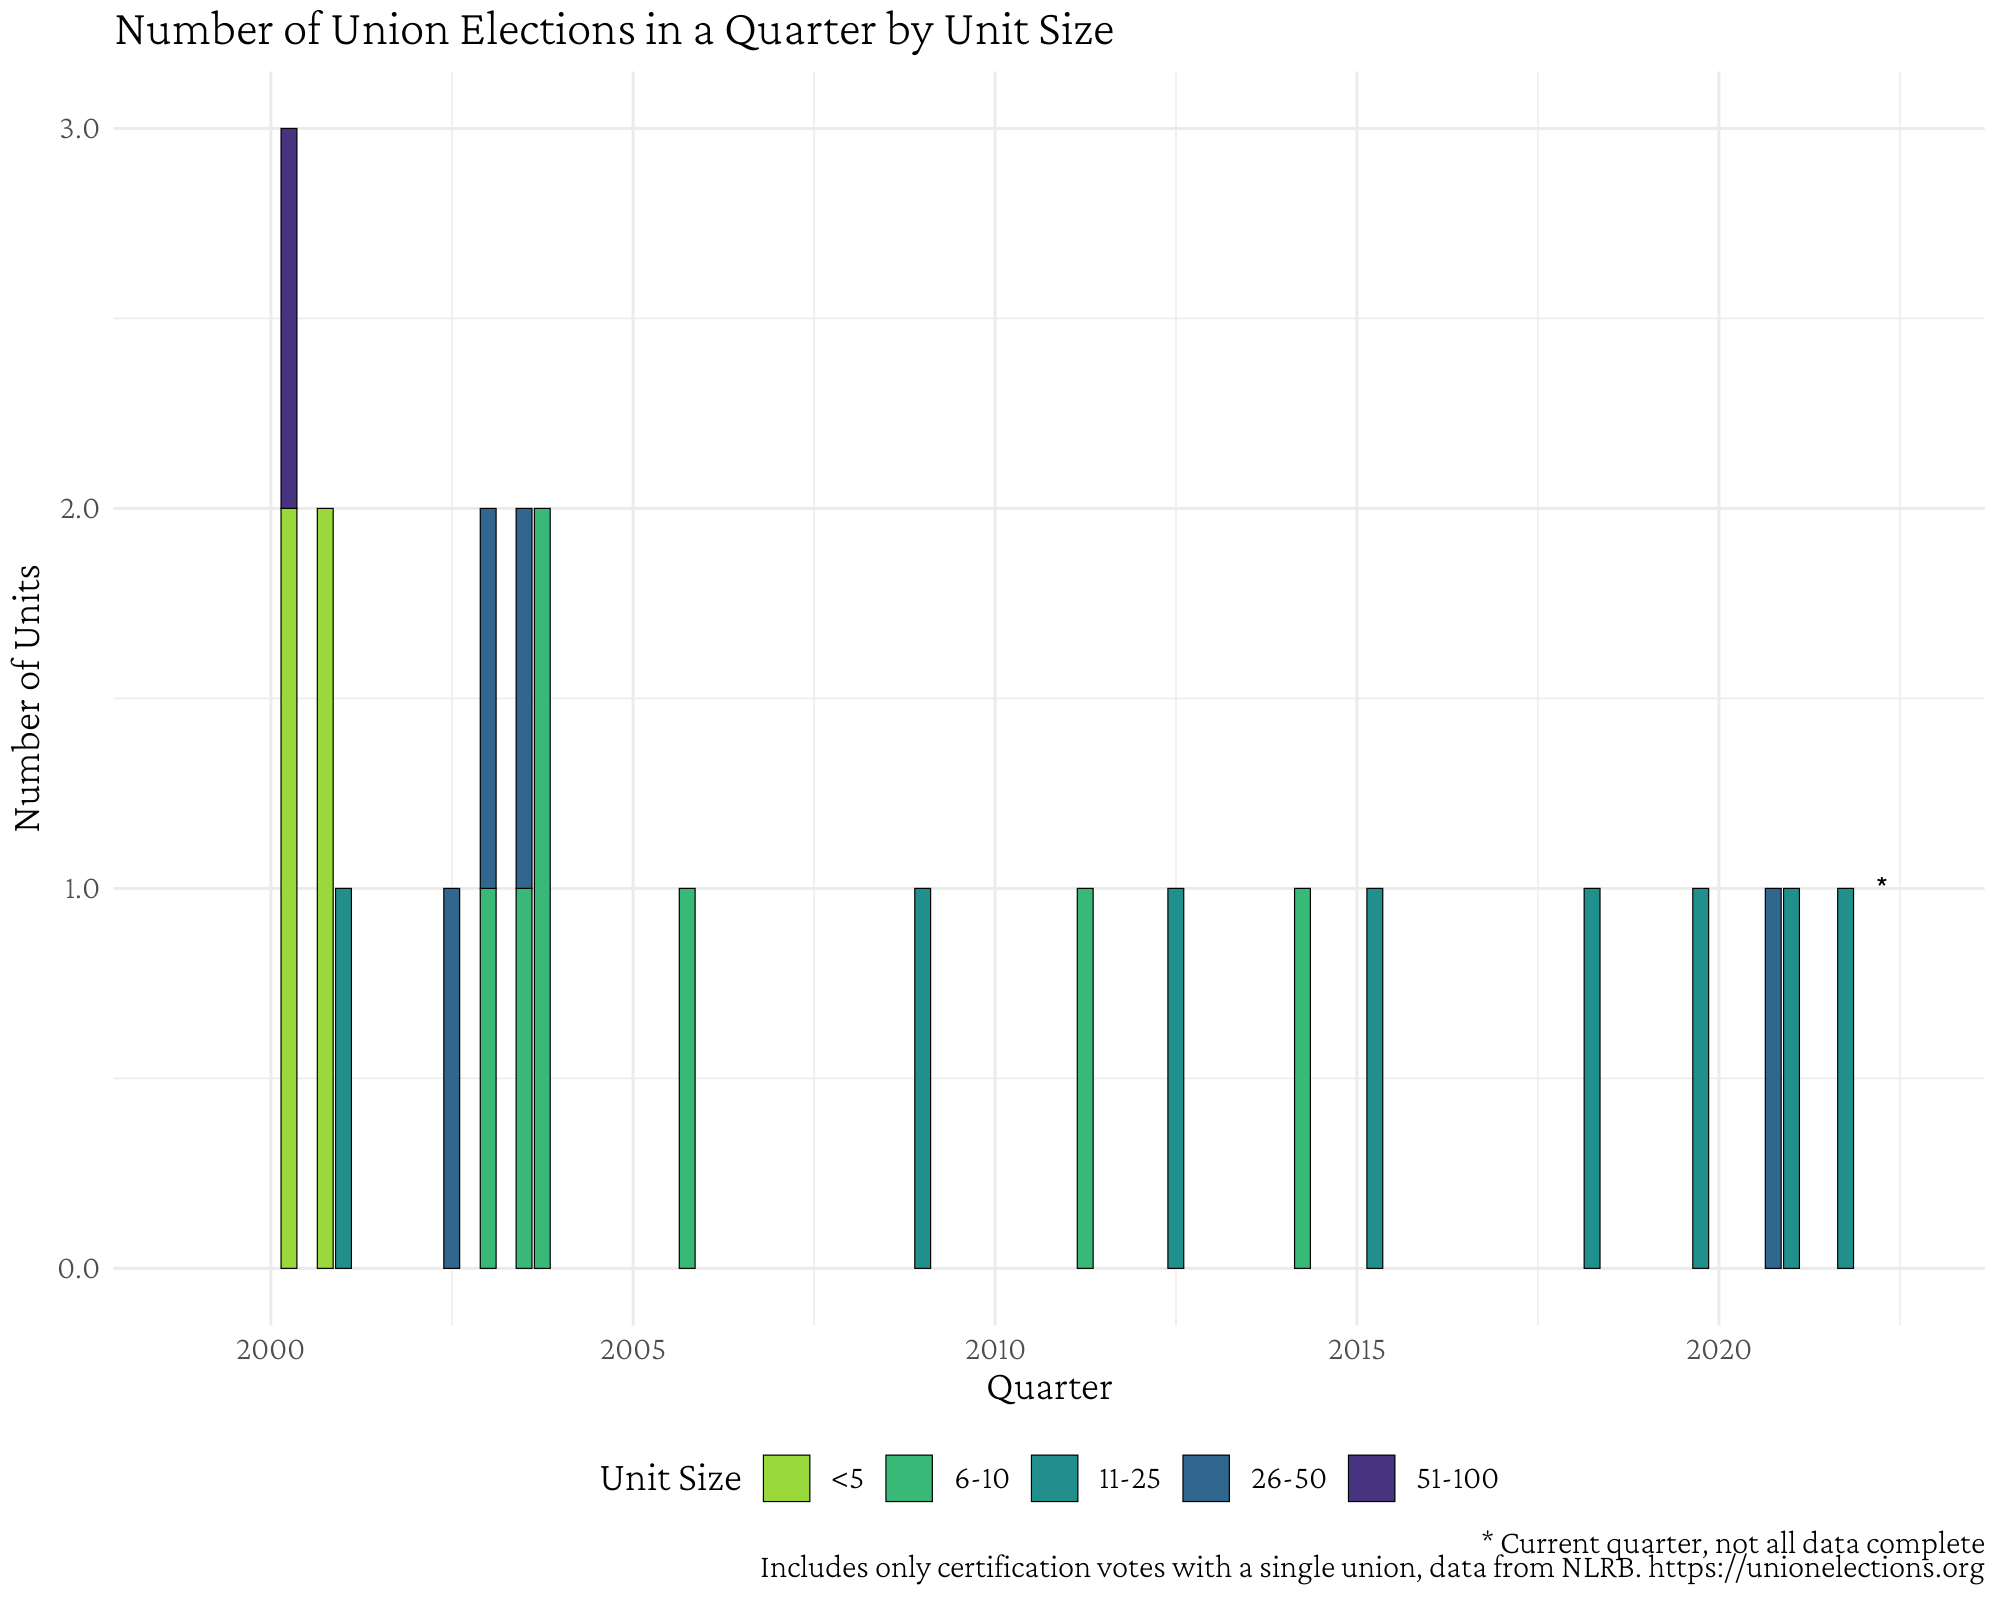 Number of Union Elections in a Quarter by Unit Size
Number of Units
3.0
2.0
1.0
0.0
*
2000 2005 2010 2015 2020
Quarter
Unit Size <5 6-10 11-25 26-50 51-100
* Current quarter, not all data complete
Includes only certification votes with a single union, data from NLRB. https://unionelections.org